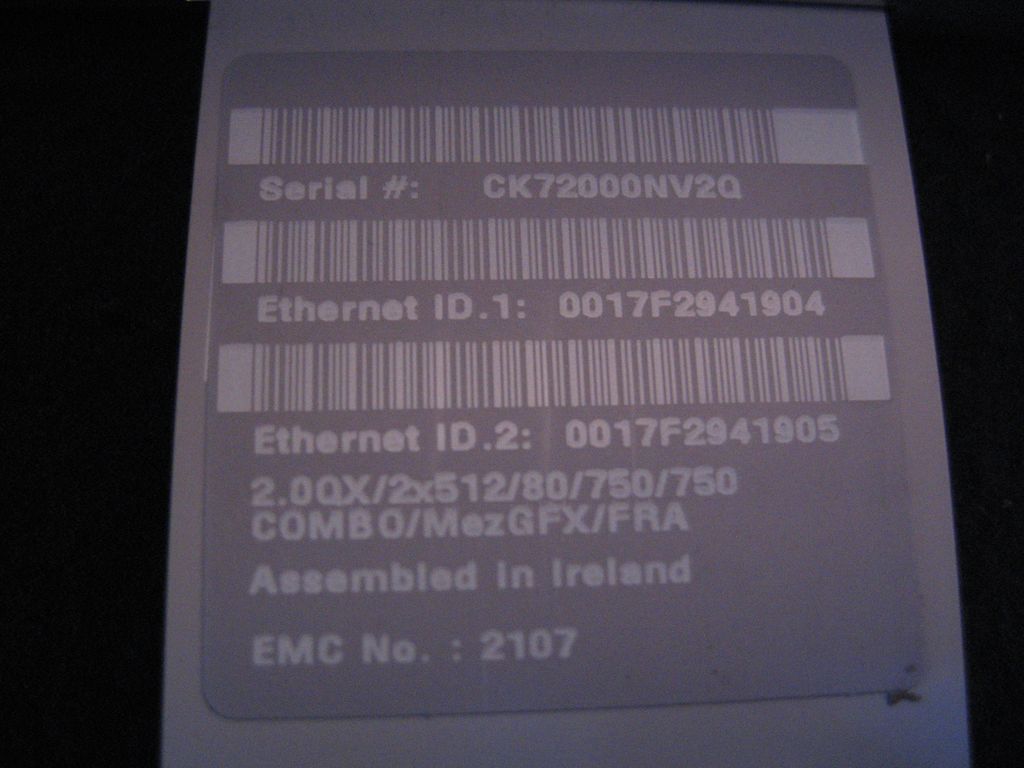 Serial #: CK72000NV2Q
Ethernet ID.1: 0017F2941904
Ethernet ID.2: 0017F2941905
2.0QX/2x512/80/750/750
COMBO/MezGFX/FRA
Assembled in Ireland
EMC No. : 2107